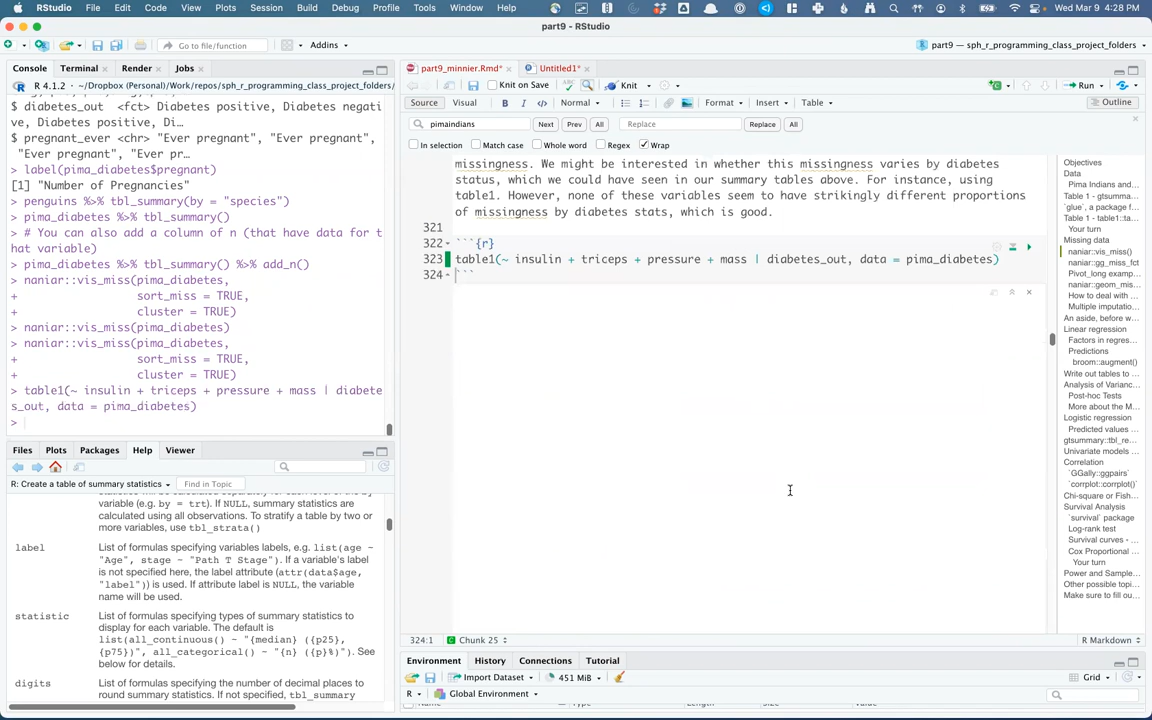 RStudio File Edit Code View Plots Session Build Debug Profile Tools Window Help Wed Mar 9 4:28 PM
part9 - RStudio
Go to file/function Addins part9 — sph_r_programming_class_project_folders
Console Terminal Render Jobs
R 4.1.2 · ~/Dropbox (Personal)/Work/repos/sph_r_programming_class_project_folders/
$ diabetes_out <fct> Diabetes positive, Diabetes negati
ve, Diabetes positive, Di…
$ pregnant_ever <chr> "Ever pregnant", "Ever pregnant",
"Ever pregnant", "Ever pr…
> label(pima_diabetes$pregnant)
[1] "Number of Pregnancies"
> penguins %>% tbl_summary(by = "species")
> pima_diabetes %>% tbl_summary()
> # You can also add a column of n (that have data for t
hat variable)
> pima_diabetes %>% tbl_summary() %>% add_n()
> naniar::vis_miss(pima_diabetes,
+ sort_miss = TRUE,
+ cluster = TRUE)
> naniar::vis_miss(pima_diabetes)
> naniar::vis_miss(pima_diabetes,
+ sort_miss = TRUE,
+ cluster = TRUE)
> table1(~ insulin + triceps + pressure + mass | diabete
s_out, data = pima_diabetes)
>
Files Plots Packages Help Viewer
R: Create a table of summary statistics Find in Topic
variable (e.g. by = trt). If NULL, summary statistics are
calculated using all observations. To stratify a table by two or
more variables, use tbl_strata()
label List of formulas specifying variables labels, e.g. list(age ~
"Age", stage ~ "Path T Stage"). If a variable's label
is not specified here, the label attribute (
attr(data$age,
"label")) is used. If attribute label is NULL, the variable
name will be used.
statistic List of formulas specifying types of summary statistics to
display for each variable. The default is
list(all_continuous() ~ "{median} ({p25},
{p75})", all_categorical() ~ "{n} ({p}%)"). See
below for details.
digits List of formulas specifying the number of decimal places to
round summary statistics. If not specified, tbl_summary
part9_minnier.Rmd* Untitled1*
Knit on Save Knit Run
Source Visual B I </> Normal Format Insert Table Outline
pimaindians Next Prev All Replace Replace All
In selection Match case Whole word Regex Wrap
missingness. We might be interested in whether this missingness varies by diabetes
status, which we could have seen in our summary tables above. For instance, using
table1. However, none of these variables seem to have strikingly different proportions
of missingness by diabetes stats, which is good.
321
322 ```{r}
323 table1(~ insulin + triceps + pressure + mass | diabetes_out, data = pima_diabetes)
324 ```
324:1 Chunk 25 R Markdown
Objectives
Data
Pima Indians and…
Table 1 - gtsumma…
`glue`, a package f…
Table 1 - table1::ta…
Your turn
Missing data
naniar::vis_miss()
naniar::gg_miss_fct
Pivot_long examp…
naniar::geom_mis…
How to deal with …
Multiple imputatio…
An aside, before w…
Linear regression
Factors in regres…
Predictions
broom::augment()
Write out tables to …
Analysis of Varianc…
Post-hoc Tests
More about the M…
Logistic regression
Predicted values …
gtsummary::tbl_re…
Univariate models …
Correlation
`GGally::ggpairs`
`corrplot::corrplot()`
Chi-square or Fish…
Survival Analysis
`survival` package
Log-rank test
Survival curves - …
Cox Proportional …
Your turn
Power and Sample…
Other possible topi…
Make sure to fill ou…
Environment History Connections Tutorial
Import Dataset 451 MiB Grid
R Global Environment